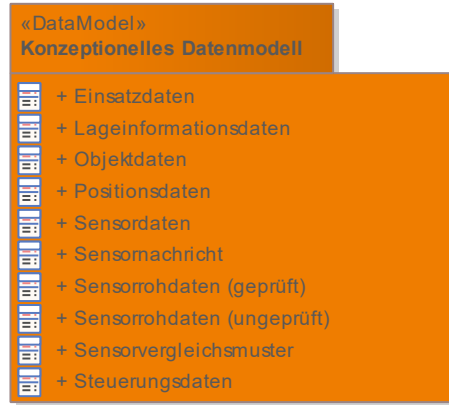 «DataModel»
Konzeptionelles Datenmodell
+ Einsatzdaten
+ Lageinformationsdaten
+ Objektdaten
+ Positionsdaten
+ Sensordaten
+ Sensornachricht
+ Sensorrohdaten (geprüft)
+ Sensorrohdaten (ungeprüft)
+ Sensorvergleichsmuster
+ Steuerungsdaten